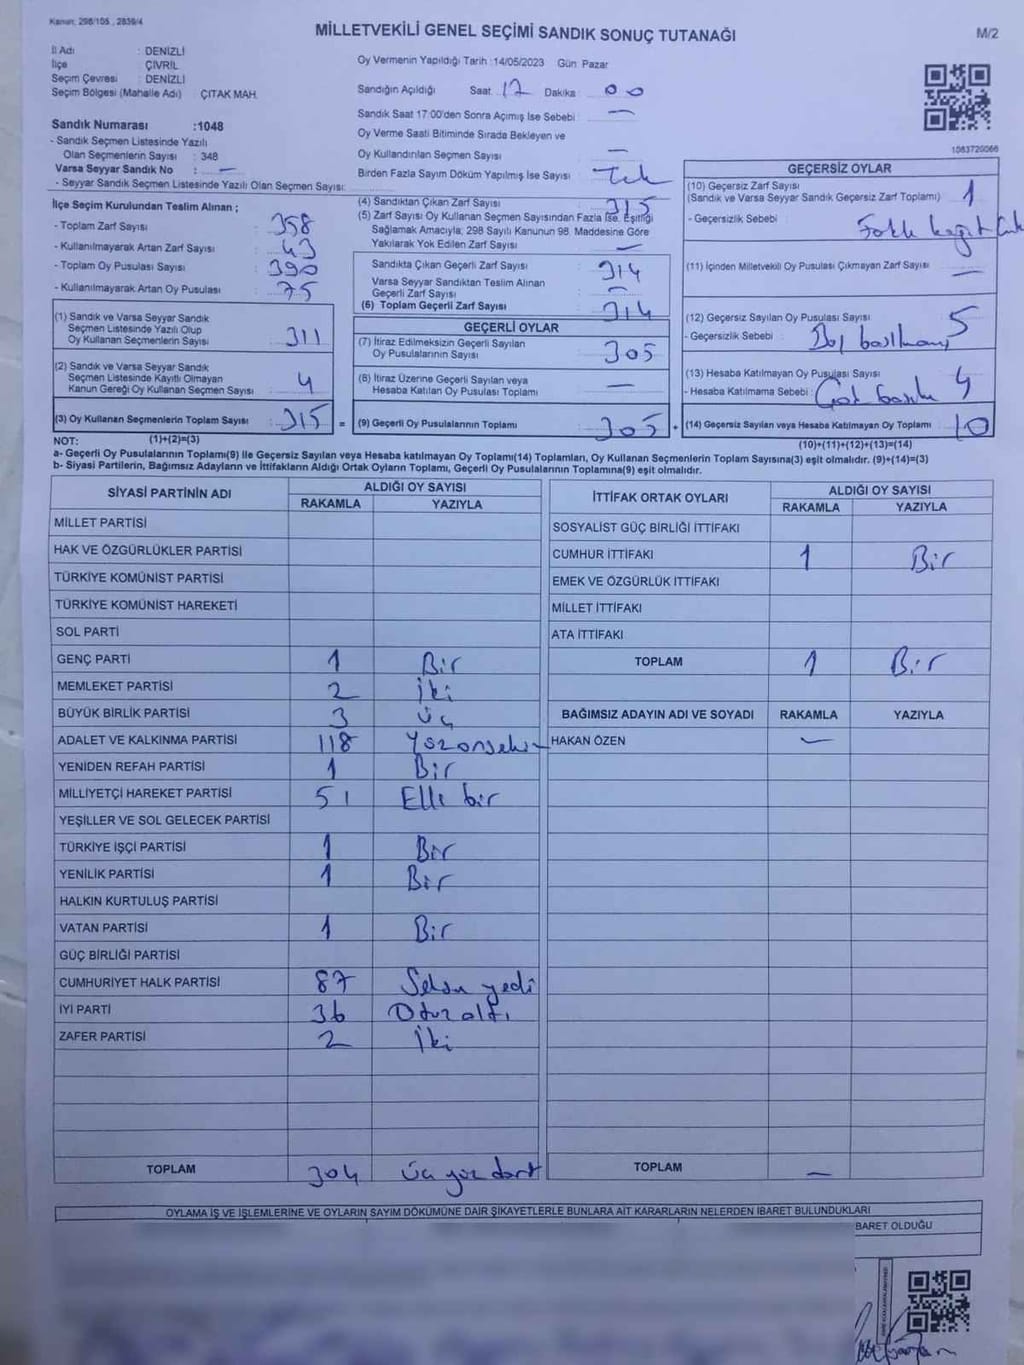 Kanun: 298/105 , 2839/4
MİLLETVEKİLİ GENEL SEÇİMİ SANDIK SONUÇ TUTANAĞI
M/2
İl Adı : DENİZLİ
İlçe : ÇİVRİL
Seçim Çevresi : DENİZLİ
Seçim Bölgesi (Mahalle Adı) ÇITAK MAH.
Sandık Numarası :1048
- Sandık Seçmen Listesinde Yazılı
Olan Seçmenlerin Sayısı : 348
Varsa Seyyar Sandık No : —
- Seyyar Sandık Seçmen Listesinde Yazılı Olan Seçmen Sayısı:
Oy Vermenin Yapıldığı Tarih :14/05/2023 Gün Pazar
Sandığın Açıldığı Saat 17 Dakika 00
Sandık Saat 17:00'den Sonra Açımış İse Sebebi : —
Oy Verme Saati Bitiminde Sırada Bekleyen ve
Oy Kullandırılan Seçmen Sayısı —
Birden Fazla Sayım Döküm Yapılmış İse Sayısı Tek
1083720066
İlçe Seçim Kurulundan Teslim Alınan ;
- Toplam Zarf Sayısı : 358
- Kullanılmayarak Artan Zarf Sayısı : 43
- Toplam Oy Pusulası Sayısı : 390
- Kullanılmayarak Artan Oy Pusulası : 75
(1) Sandık ve Varsa Seyyar Sandık
Seçmen Listesinde Yazılı Olup
Oy Kullanan Seçmenlerin Sayısı : 311
(2) Sandık ve Varsa Seyyar Sandık
Seçmen Listesinde Kayıtlı Olmayan
Kanun Gereği Oy Kullanan Seçmen Sayısı : 4
(3) Oy Kullanan Seçmenlerin Toplam Sayısı : 315 =
(4) Sandıktan Çıkan Zarf Sayısı : 315
(5) Zarf Sayısı Oy Kullanan Seçmen Sayısından Fazla İse, Eşitliği
Sağlamak Amacıyla; 298 Sayılı Kanunun 98. Maddesine Göre
Yakılarak Yok Edilen Zarf Sayısı : —
Sandıkta Çıkan Geçerli Zarf Sayısı : 314
Varsa Seyyar Sandıktan Teslim Alınan
Geçerli Zarf Sayısı : —
(6) Toplam Geçerli Zarf Sayısı : 314
GEÇERLİ OYLAR
(7) İtiraz Edilmeksizin Geçerli Sayılan
Oy Pusulalarının Sayısı : 305
(8) İtiraz Üzerine Geçerli Sayılan veya
Hesaba Katılan Oy Pusulası Toplamı : —
(9) Geçerli Oy Pusulalarının Toplamı : 305 +
GEÇERSİZ OYLAR
(10) Geçersiz Zarf Sayısı : 1
(Sandık ve Varsa Seyyar Sandık Geçersiz Zarf Toplamı)
- Geçersizlik Sebebi :
(11) İçinden Milletvekili Oy Pusulası Çıkmayan Zarf Sayısı —
(12) Geçersiz Sayılan Oy Pusulası Sayısı : 5
- Geçersizlik Sebebi :
(13) Hesaba Katılmayan Oy Pusulası Sayısı : 4
- Hesaba Katılmama Sebebi :
(14) Geçersiz Sayılan veya Hesaba Katılmayan Oy Toplamı : 10
NOT: (1)+(2)=(3)
(10)+(11)+(12)+(13)=(14)
a- Geçerli Oy Pusulalarının Toplamı(9) ile Geçersiz Sayılan veya Hesaba katılmayan Oy Toplamı(14) Toplamları, Oy Kullanan Seçmenlerin Toplam Sayısına(3) eşit olmalıdır. (9)+(14)=(3)
b- Siyasi Partilerin, Bağımsız Adayların ve İttifakların Aldığı Ortak Oyların Toplamı, Geçerli Oy Pusulalarının Toplamına(9) eşit olmalıdır.
SİYASİ PARTİNİN ADI ALDIĞI OY SAYISI
RAKAMLA YAZIYLA
MİLLET PARTİSİ
HAK VE ÖZGÜRLÜKLER PARTİSİ
TÜRKİYE KOMÜNİST PARTİSİ
TÜRKİYE KOMÜNİST HAREKETİ
SOL PARTİ
GENÇ PARTİ 1 Bir
MEMLEKET PARTİSİ 2 İki
BÜYÜK BİRLİK PARTİSİ 3 Üç
ADALET VE KALKINMA PARTİSİ 118 Yüzonsekiz
YENİDEN REFAH PARTİSİ 1 Bir
MİLLİYETÇİ HAREKET PARTİSİ 51 Elli bir
YEŞİLLER VE SOL GELECEK PARTİSİ
TÜRKİYE İŞÇİ PARTİSİ 1 Bir
YENİLİK PARTİSİ 1 Bir
HALKIN KURTULUŞ PARTİSİ
VATAN PARTİSİ 1 Bir
GÜÇ BİRLİĞİ PARTİSİ
CUMHURİYET HALK PARTİSİ 87 Seksen yedi
İYİ PARTİ 36 Otuz altı
ZAFER PARTİSİ 2 İki
TOPLAM 304 Üç yüz dört
İTTİFAK ORTAK OYLARI ALDIĞI OY SAYISI
RAKAMLA YAZIYLA
SOSYALİST GÜÇ BİRLİĞİ İTTİFAKI
CUMHUR İTTİFAKI 1 Bir
EMEK VE ÖZGÜRLÜK İTTİFAKI
MİLLET İTTİFAKI
ATA İTTİFAKI
TOPLAM 1 Bir
BAĞIMSIZ ADAYIN ADI VE SOYADI RAKAMLA YAZIYLA
HAKAN ÖZEN —
TOPLAM —
OYLAMA İŞ VE İŞLEMLERİNE VE OYLARIN SAYIM DÖKÜMÜNE DAİR ŞİKAYETLERLE BUNLARA AİT KARARLARIN NELERDEN İBARET BULUNDUKLARI
BARET OLDUĞU